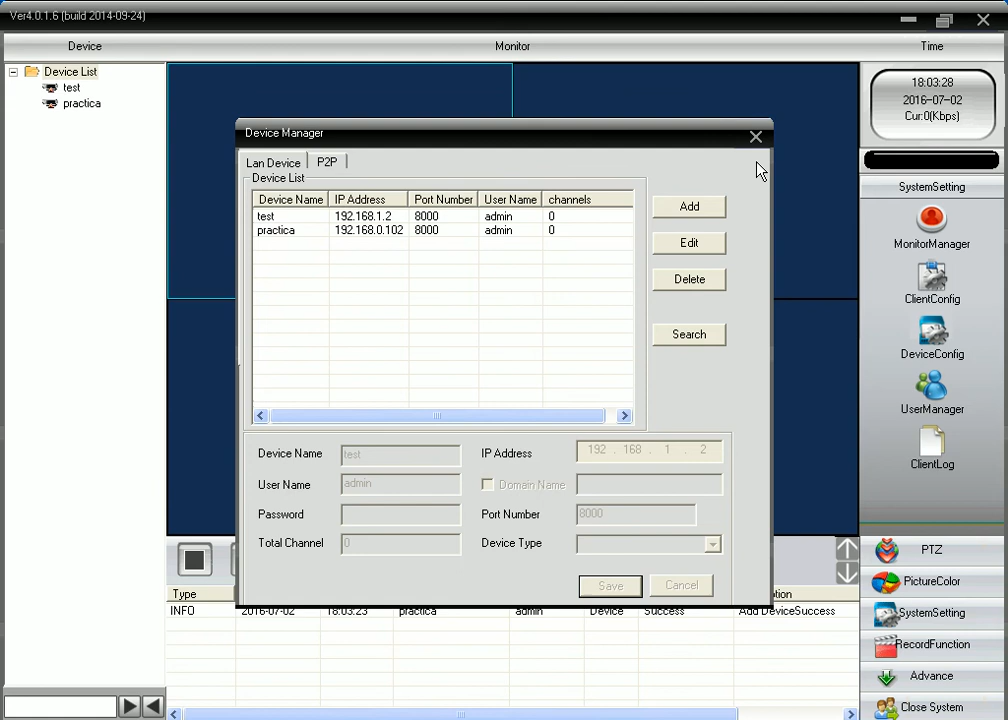 Ver4.0.1.6 (build 2014-09-24)
Device
Monitor
Time
Device List
test
practica
18:03:28
2016-07-02
Cur:0(Kbps)
SystemSetting
MonitorManager
ClientConfig
DeviceConfig
UserManager
ClientLog
Device Manager
Lan Device
P2P
Device List
Device Name IP Address Port Number User Name channels
test 192.168.1.2 8000 admin 0
practica 192.168.0.102 8000 admin 0
Add
Edit
Delete
Search
Device Name test
IP Address 192 . 168 . 1 . 2
User Name admin
Domain Name
Password
Port Number 8000
Total Channel 0
Device Type
Save
Cancel
PTZ
PictureColor
SystemSetting
RecordFunction
Advance
Close System
Type
INFO 2016-07-02 18:03:23 practica admin Device Success Add DeviceSuccess